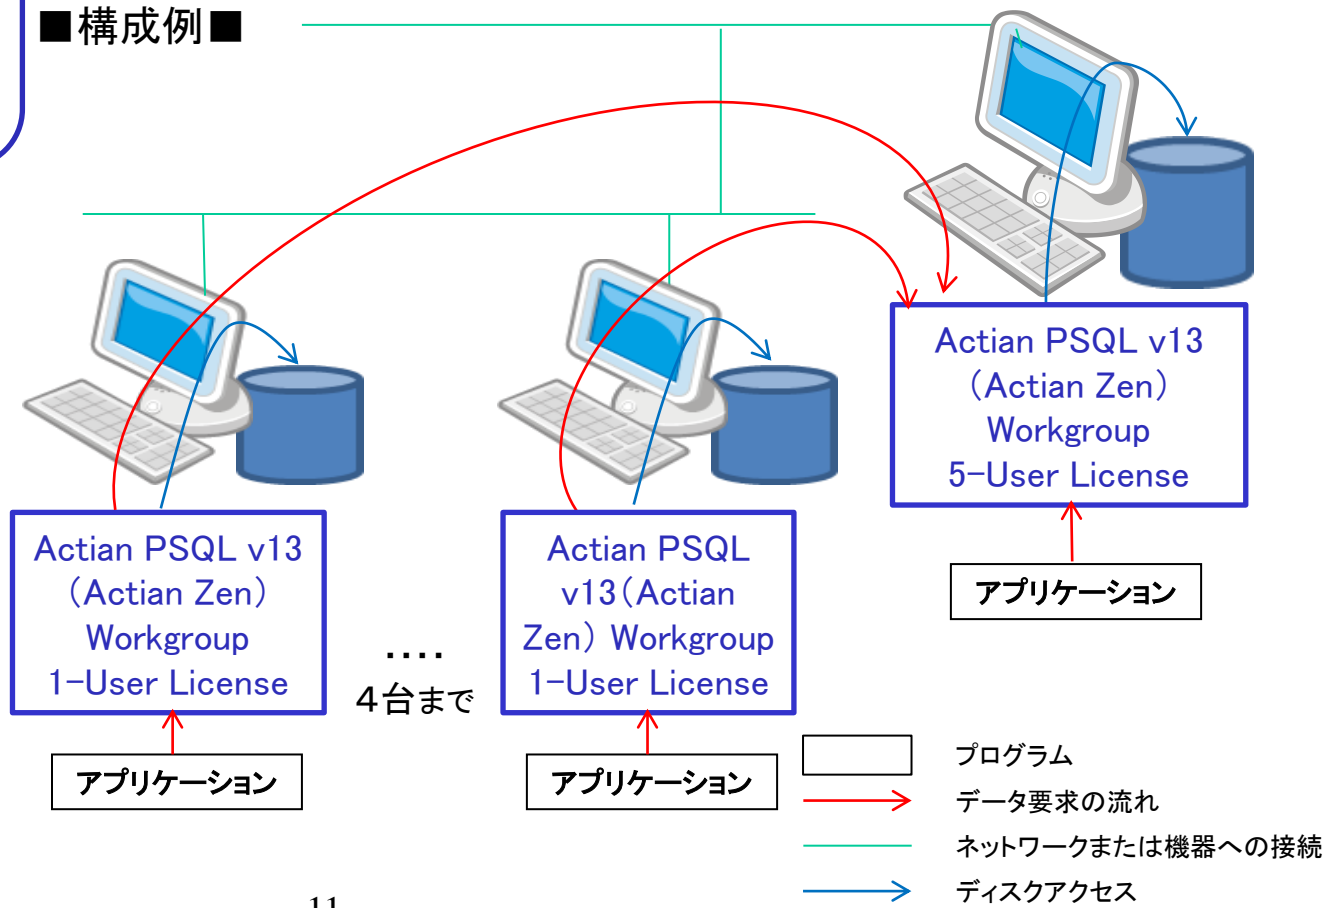 ■構成例■
Actian PSQL v13
(Actian Zen)
Workgroup
5-User License
アプリケーション
Actian PSQL v13
(Actian Zen)
Workgroup
1-User License
アプリケーション
‥‥
4台まで
Actian PSQL
v13(Actian
Zen) Workgroup
1-User License
アプリケーション
プログラム
データ要求の流れ
ネットワークまたは機器への接続
ディスクアクセス
11